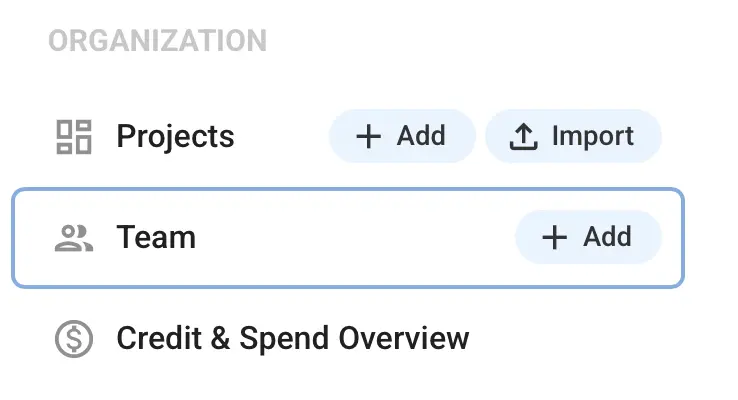 ORGANIZATION
Projects + Add Import
Team + Add
Credit & Spend Overview